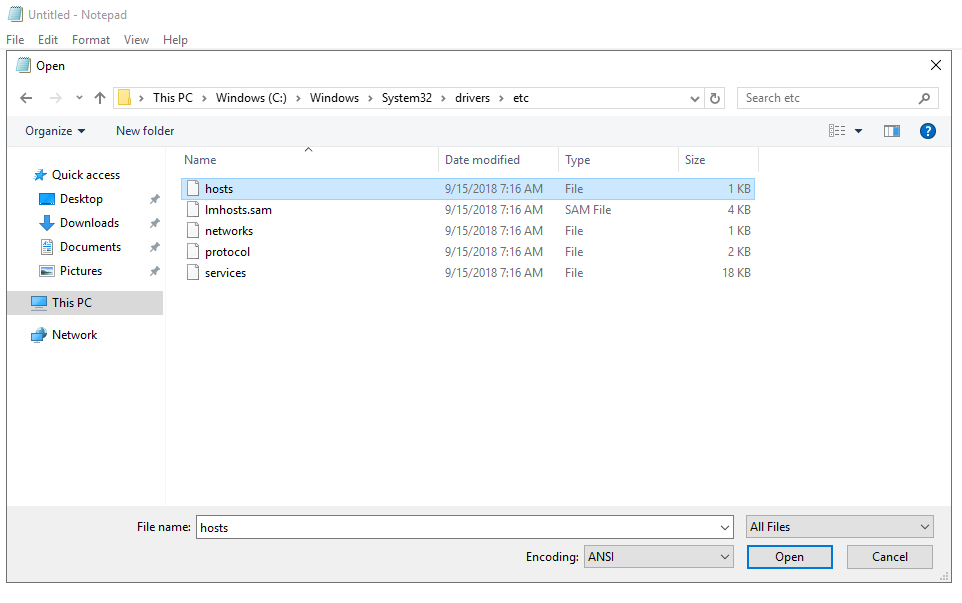 Untitled - Notepad
File Edit Format View Help
Open
This PC Windows (C:) Windows System32 drivers etc Search etc
Organize New folder ?
Name Date modified Type Size
Quick access
Desktop
Downloads
Documents
Pictures
This PC
Network
hosts 9/15/2018 7:16 AM File 1 KB
lmhosts.sam 9/15/2018 7:16 AM SAM File 4 KB
networks 9/15/2018 7:16 AM File 1 KB
protocol 9/15/2018 7:16 AM File 2 KB
services 9/15/2018 7:16 AM File 18 KB
File name: hosts All Files
Encoding: ANSI Open Cancel